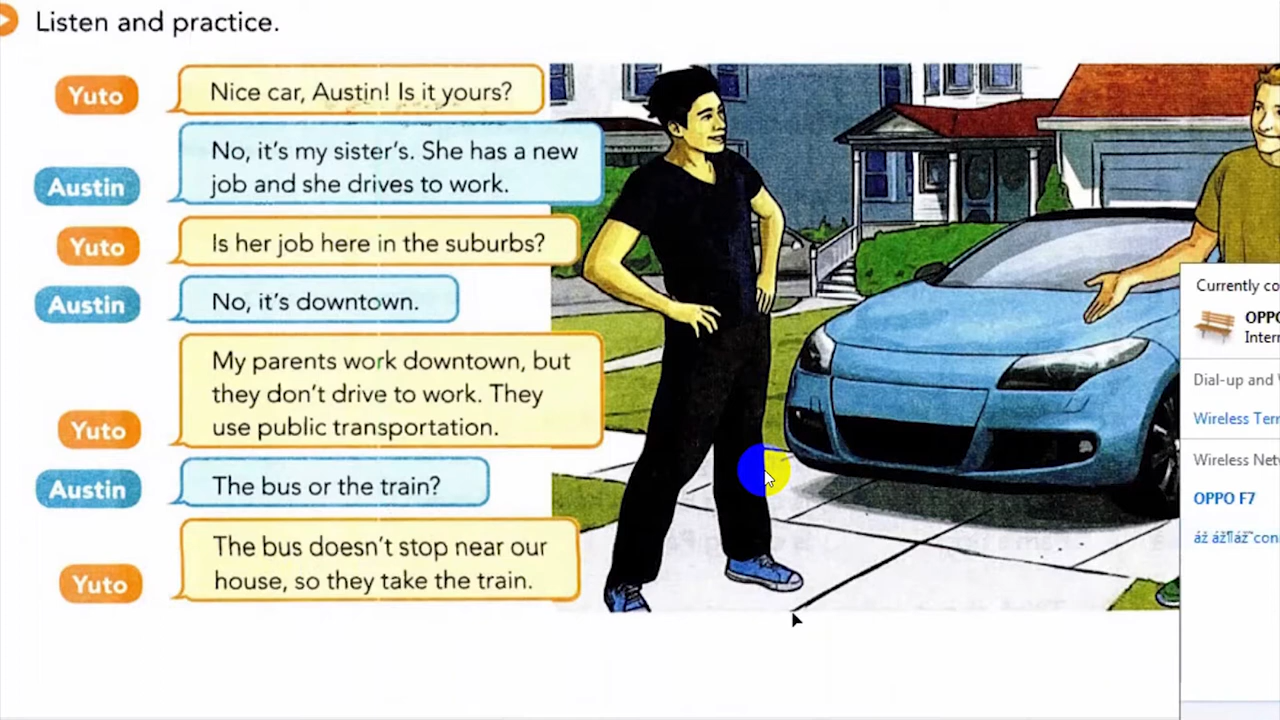 Listen and practice.
Yuto
Nice car, Austin! Is it yours?
Austin
No, it's my sister's. She has a new
job and she drives to work.
Yuto
Is her job here in the suburbs?
Austin
No, it's downtown.
Yuto
My parents work downtown, but
they don't drive to work. They
use public transportation.
Austin
The bus or the train?
Yuto
The bus doesn't stop near our
house, so they take the train.
Currently co
OPPO
Inter
Dial-up and
Wireless Ter
Wireless Net
OPPO F7